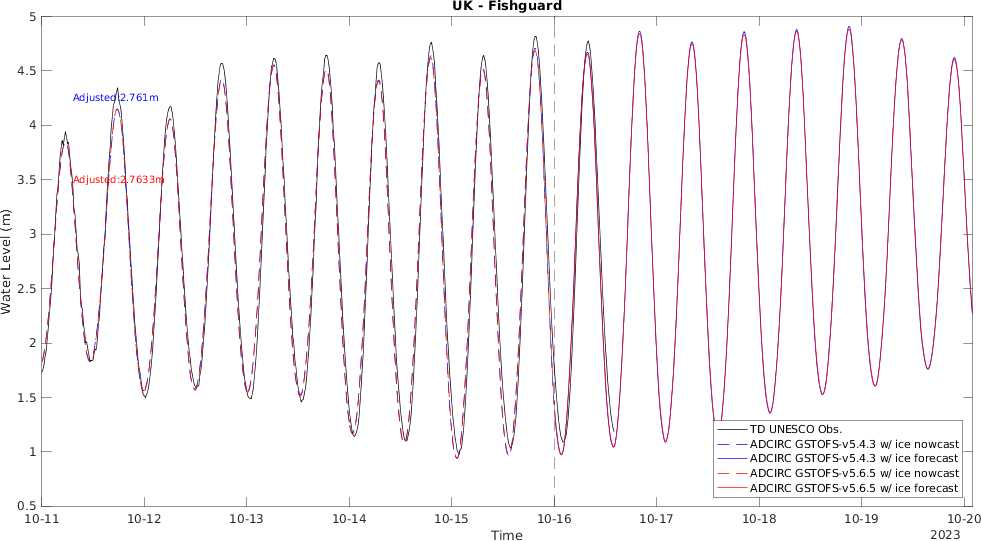 UK - Fishguard
5
4.5
4
3.5
3
2.5
2
1.5
1
0.5
Water Level (m)
Adjusted:2.761m
Adjusted:2.7633m
TD UNESCO Obs.
ADCIRC GSTOFS-v5.4.3 w/ ice nowcast
ADCIRC GSTOFS-v5.4.3 w/ ice forecast
ADCIRC GSTOFS-v5.6.5 w/ ice nowcast
ADCIRC GSTOFS-v5.6.5 w/ ice forecast
10-11 10-12 10-13 10-14 10-15 10-16 10-17 10-18 10-19 10-20
Time
2023